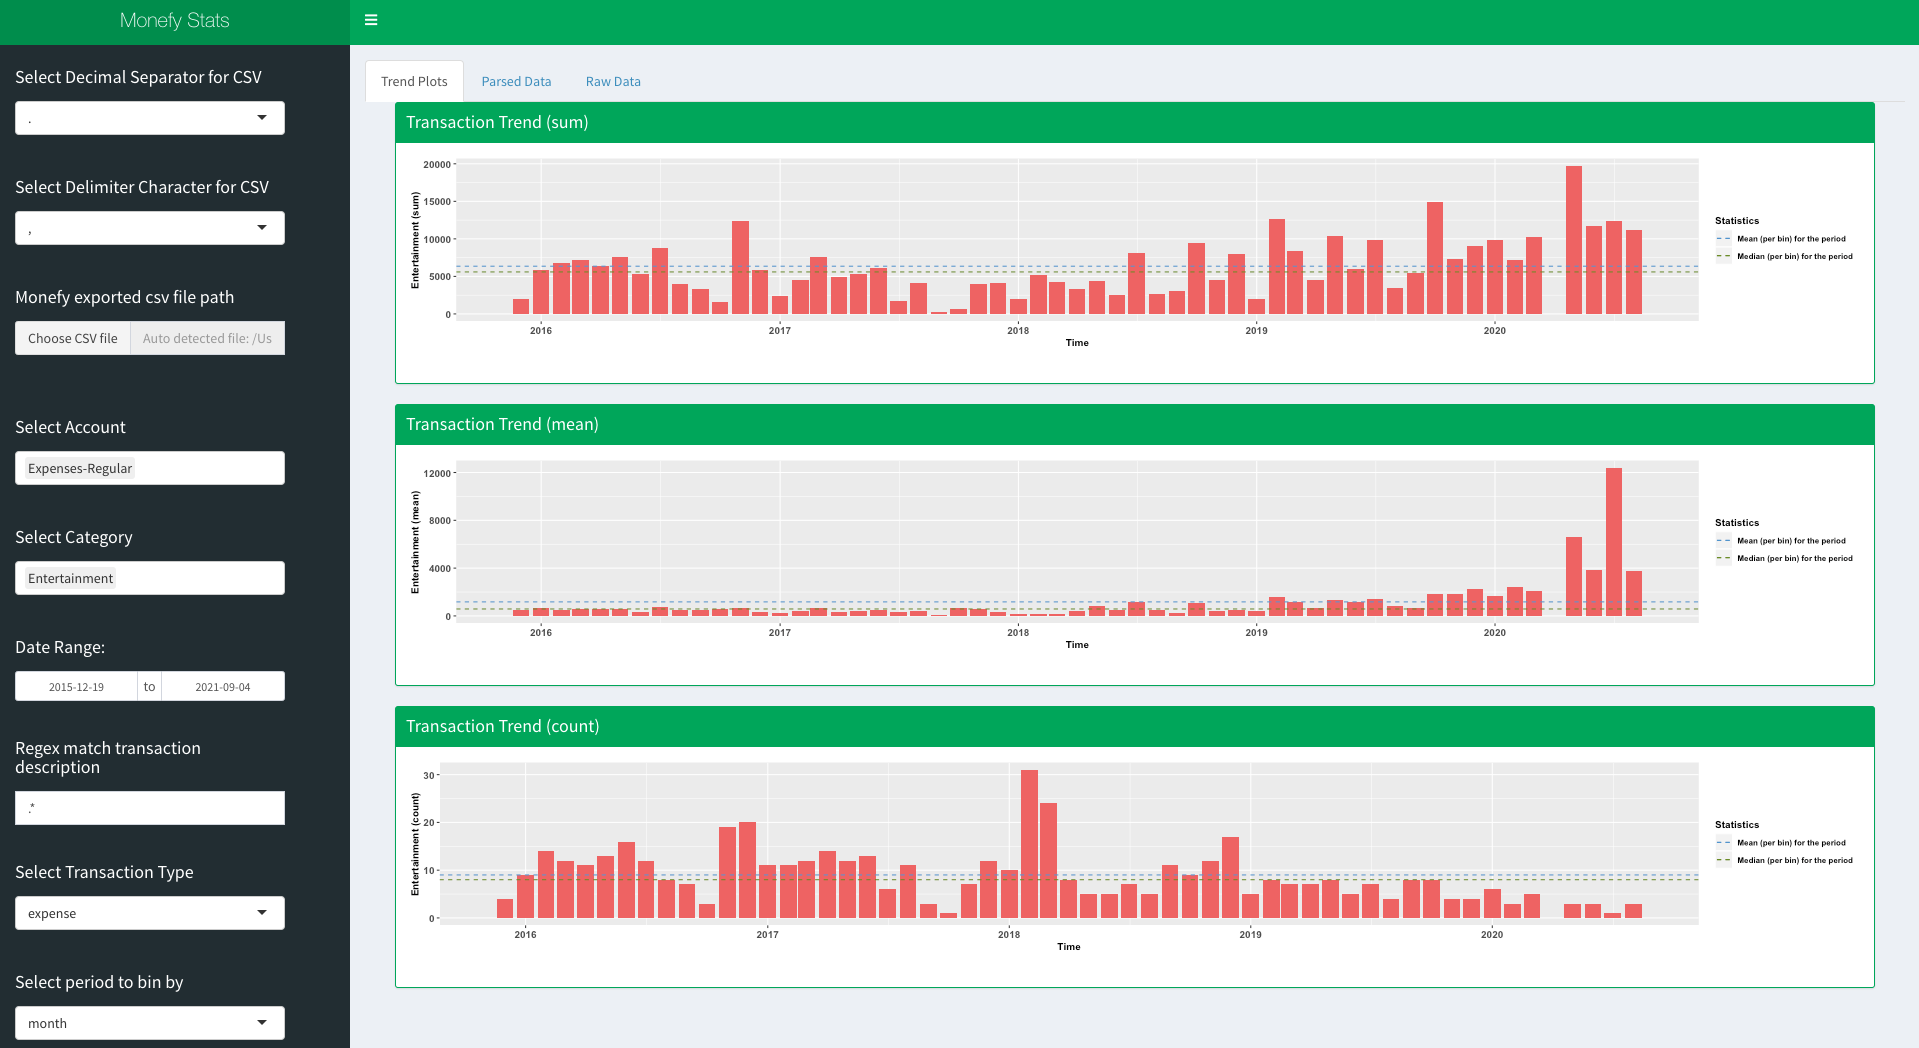 Monefy Stats
Select Decimal Separator for CSV
.
Select Delimiter Character for CSV
,
Monefy exported csv file path
Choose CSV file
Auto detected file: /Us
Select Account
Expenses-Regular
Select Category
Entertainment
Date Range:
2015-12-19 to 2021-09-04
Regex match transaction
description
.*
Select Transaction Type
expense
Select period to bin by
month
Trend Plots
Parsed Data
Raw Data
Transaction Trend (sum)
Entertainment (sum)
20000
15000
10000
5000
0
2016 2017 2018 2019 2020
Time
Statistics
Mean (per bin) for the period
Median (per bin) for the period
Transaction Trend (mean)
Entertainment (mean)
12000
8000
4000
0
2016 2017 2018 2019 2020
Time
Statistics
Mean (per bin) for the period
Median (per bin) for the period
Transaction Trend (count)
Entertainment (count)
30
20
10
0
2016 2017 2018 2019 2020
Time
Statistics
Mean (per bin) for the period
Median (per bin) for the period